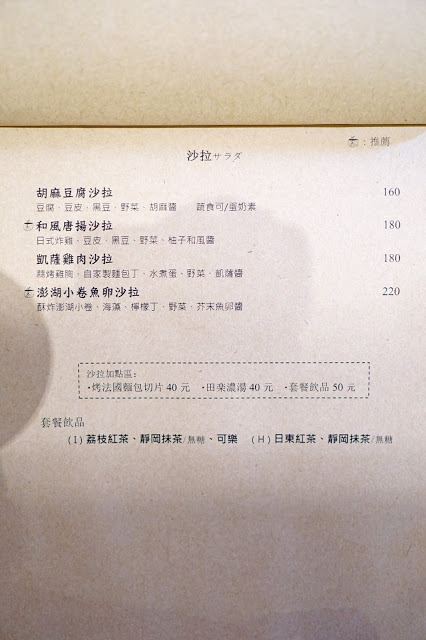 ：推薦
沙拉サラダ
胡麻豆腐沙拉 160
豆腐、豆皮、黑豆、野菜、胡麻醬 蔬食可/蛋奶素
和風唐揚沙拉 180
日式炸雞、豆皮、黑豆、野菜、柚子和風醬
凱薩雞肉沙拉 180
蒜烤雞胸、自家製麵包丁、水煮蛋、野菜、凱薩醬
澎湖小卷魚卵沙拉 220
酥炸澎湖小卷、海藻、檸檬丁、野菜、芥末魚卵醬
沙拉加點區：
·烤法國麵包切片 40 元 ·田楽濃湯 40 元 ·套餐飲品 50 元
套餐飲品
(I) 荔枝紅茶、靜岡抹茶/無糖、可樂 (H) 日東紅茶、靜岡抹茶/無糖